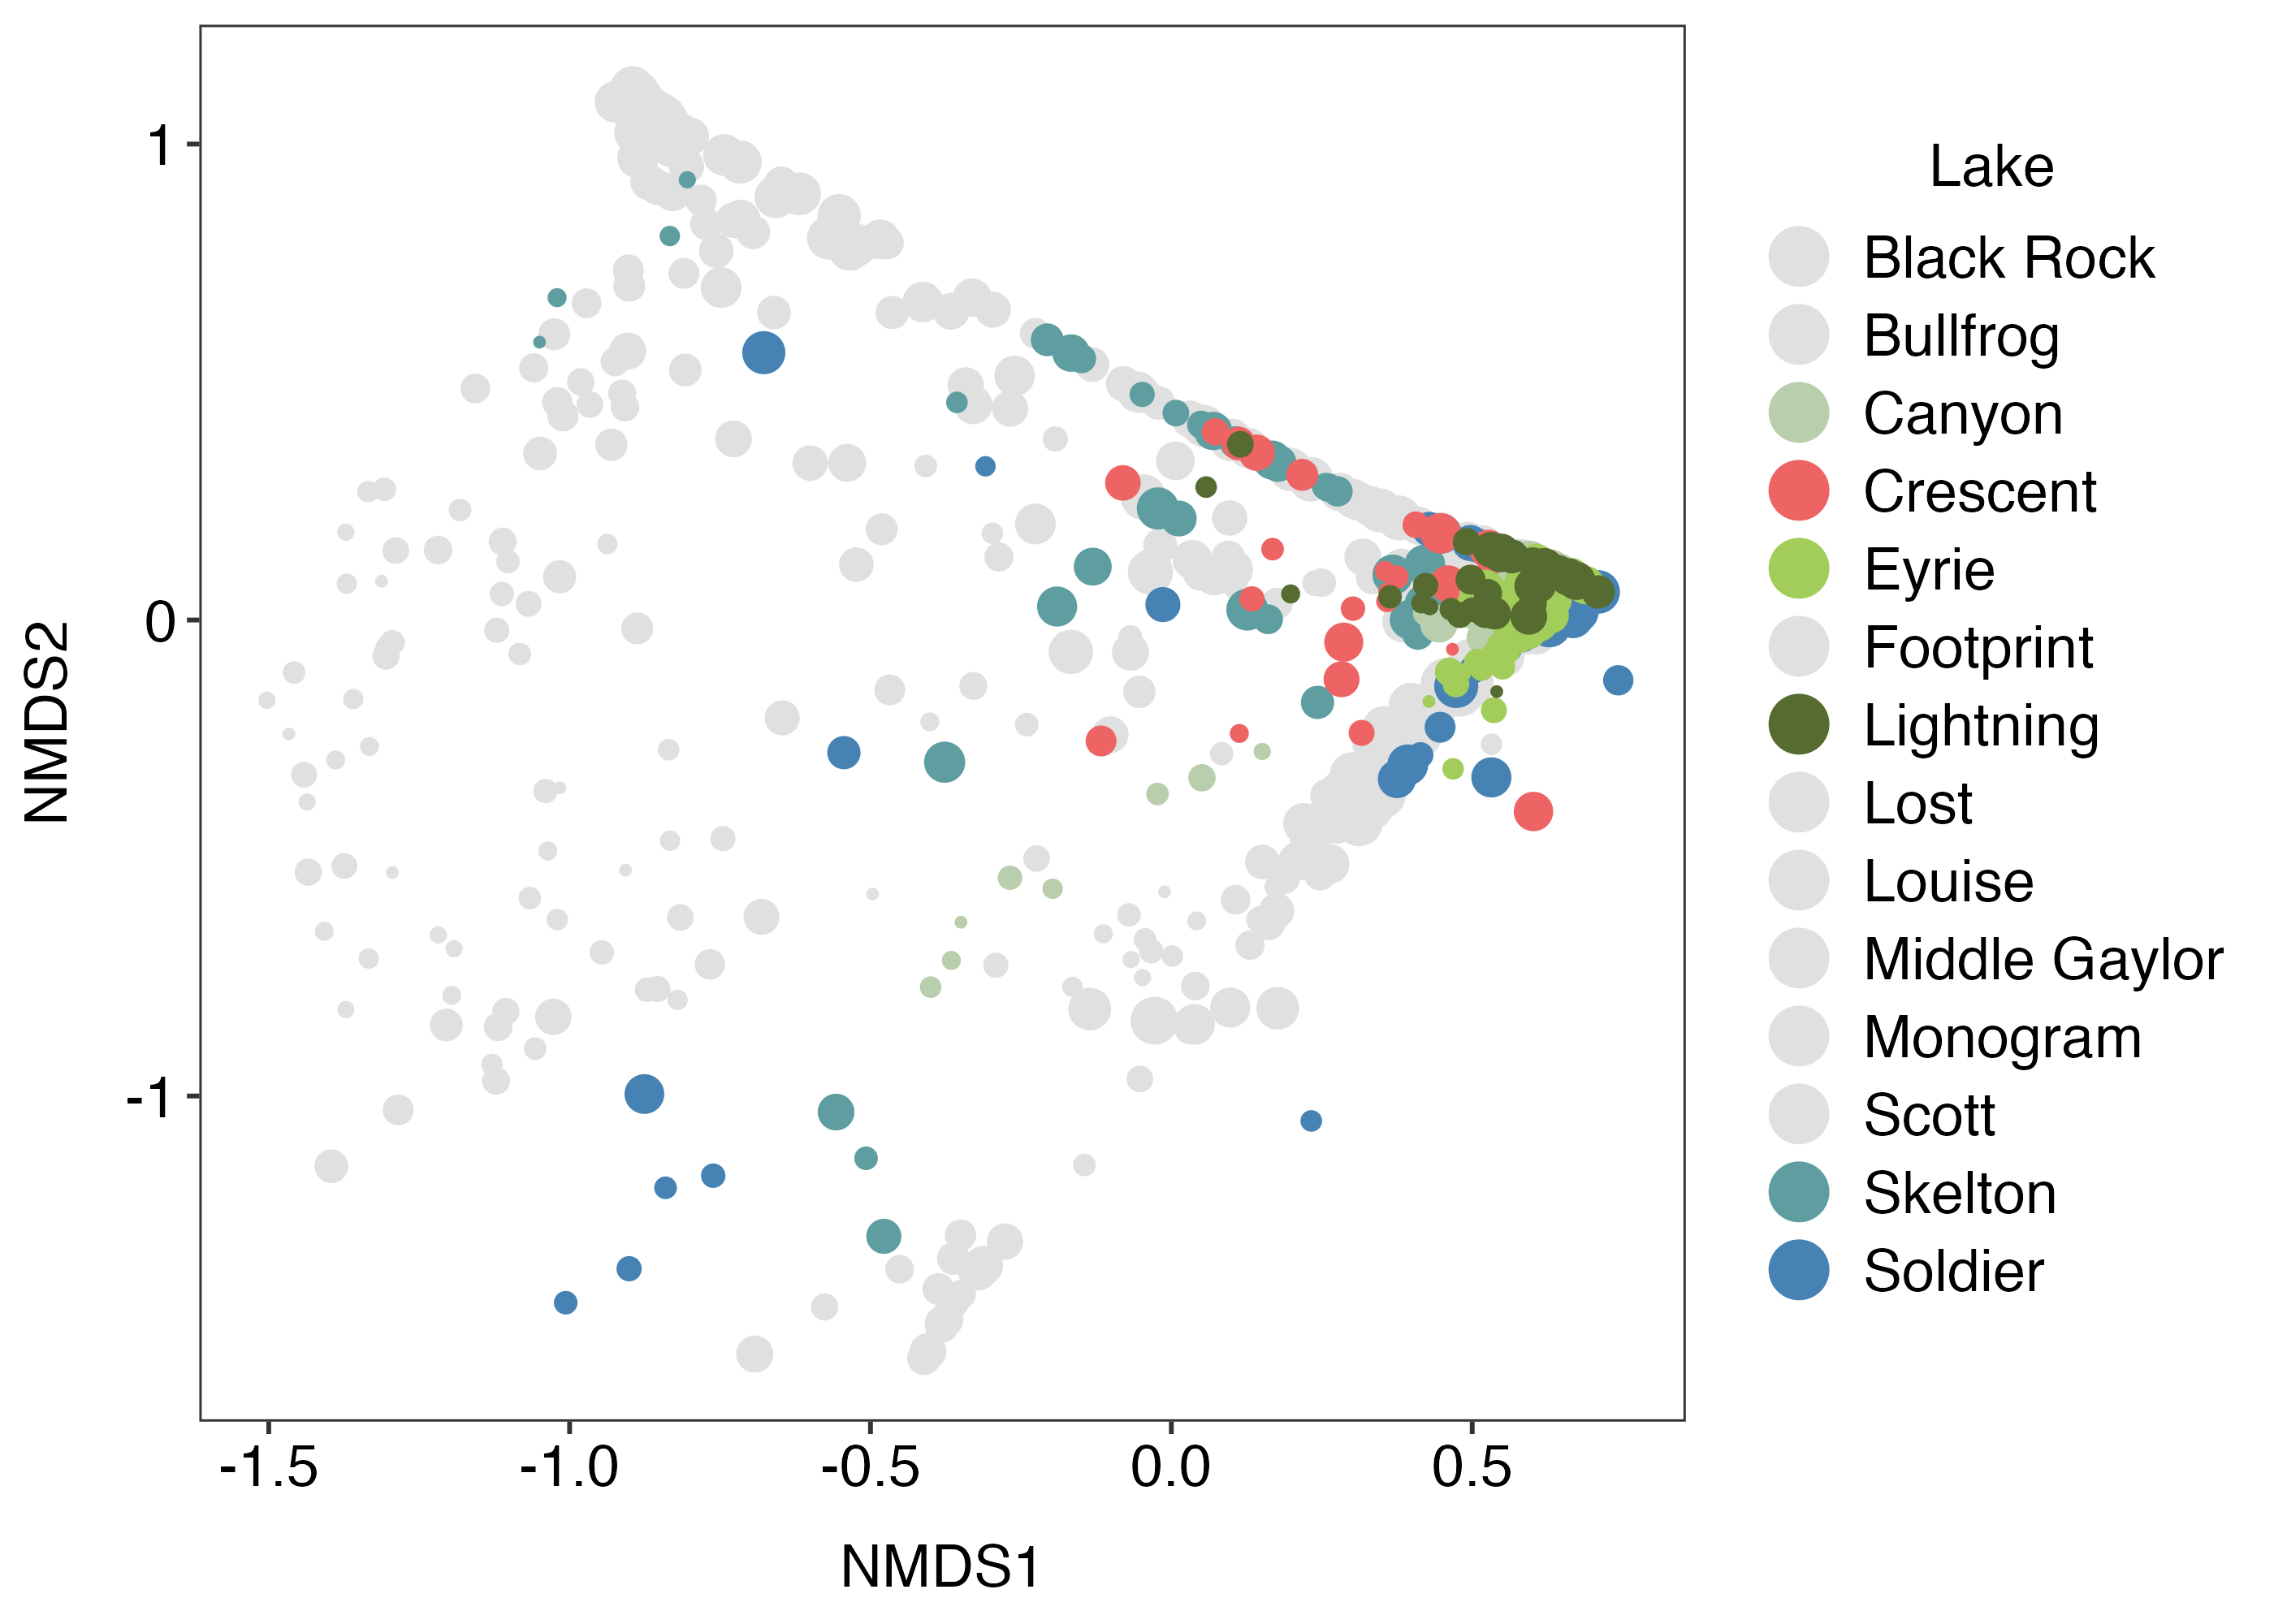 Lake
Black Rock
Bullfrog
Canyon
Crescent
Eyrie
Footprint
Lightning
Lost
Louise
Middle Gaylor
Monogram
Scott
Skelton
Soldier
NMDS2
1
0
-1
-1.5 -1.0 -0.5 0.0 0.5
NMDS1